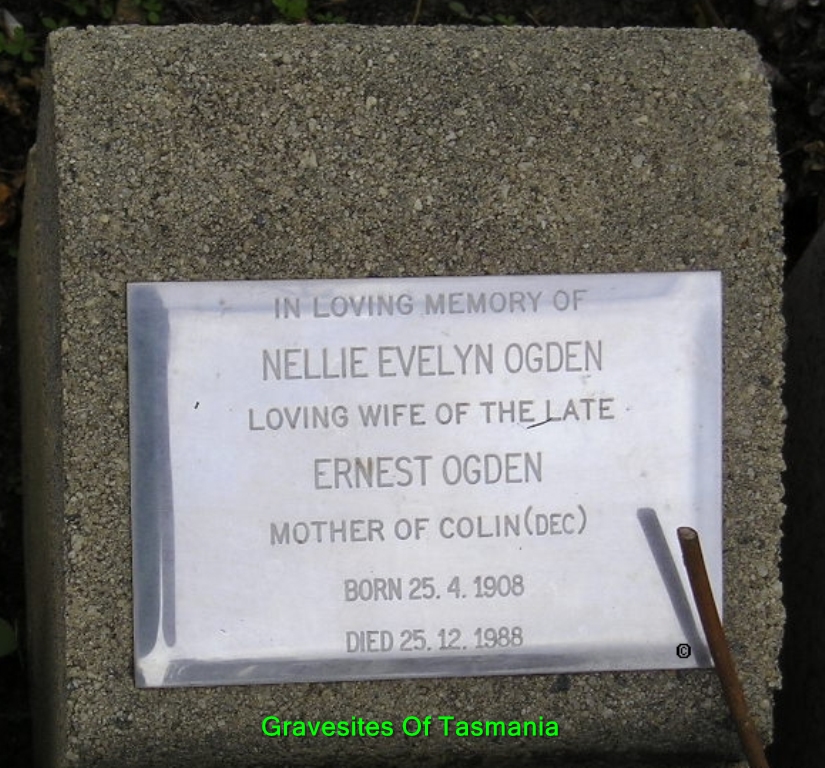 IN LOVING MEMORY OF
NELLIE EVELYN OGDEN
LOVING WIFE OF THE LATE
ERNEST OGDEN
MOTHER OF COLIN(DEC)
BORN 25. 4. 1908
DIED 25. 12. 1988
©
Gravesites Of Tasmania